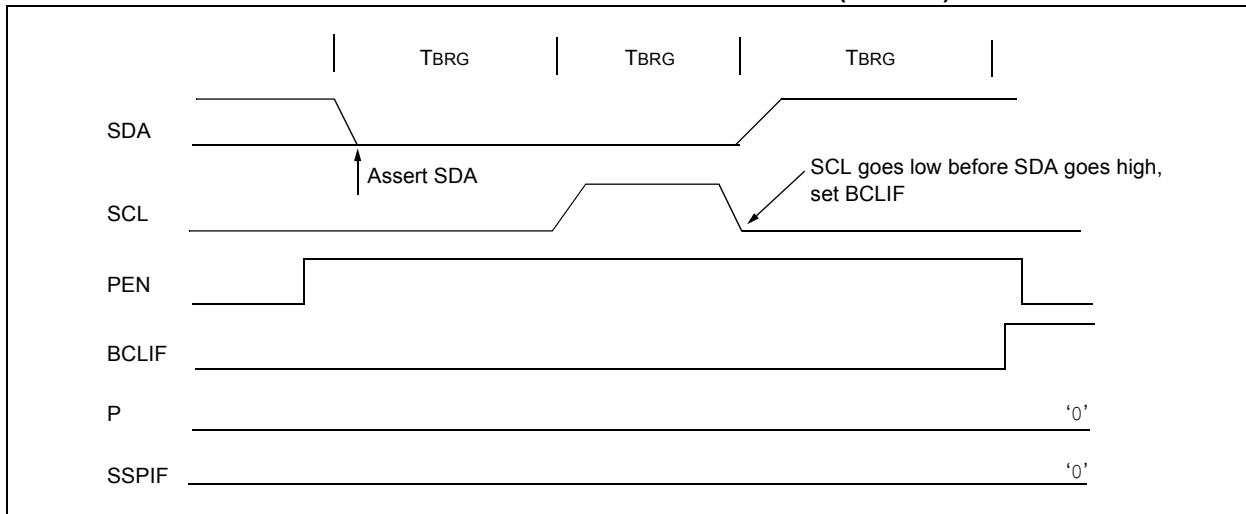 TBRG TBRG TBRG
SDA
Assert SDA
SCL goes low before SDA goes high,
set BCLIF
SCL
PEN
BCLIF
P ‘0’
SSPIF ‘0’